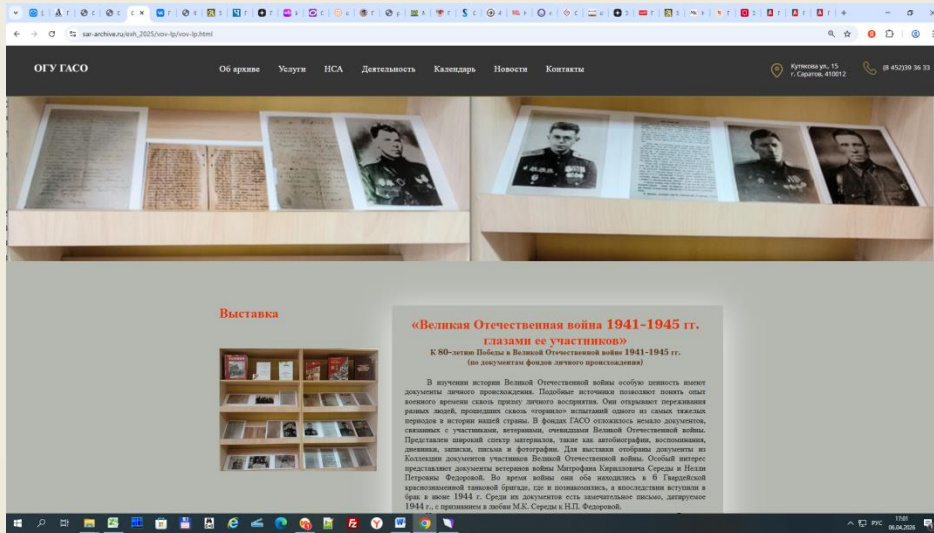 sar-archive.ru/exh_2025/vov-lp/vov-lp.html
ОГУ ГАСО
Об архиве Услуги НСА Деятельность Календарь Новости Контакты
Кутякова ул., 15
г. Саратов, 410012
(8 452)39 36 33
Выставка
«Великая Отечественная война 1941-1945 гг.
глазами ее участников»
К 80-летию Победы в Великой Отечественной войне 1941-1945 гг.
(по документам фондов личного происхождения)
В изучении истории Великой Отечественной войны особую ценность имеют
документы личного происхождения. Подобные источники позволяют понять опыт
военного времени сквозь призму личного восприятия. Они открывают переживания
разных людей, прошедших сквозь «горнило» испытаний одного из самых тяжелых
периодов в истории нашей страны. В фондах ГАСО отложилось немало документов,
связанных с участниками, ветеранами, очевидцами Великой Отечественной войны.
Представлен широкий спектр материалов, такие как автобиографии, воспоминания,
дневники, записки, письма и фотографии. Для выставки отобраны документы из
Коллекции документов участников Великой Отечественной войны. Особый интерес
представляют документы ветеранов войны Митрофана Кирилловича Середы и Нелли
Петровны Федоровой. Во время войны они оба находились в 6 Гвардейской
краснознаменной танковой бригаде, где и познакомились, а впоследствии вступили в
брак в июне 1944 г. Среди их документов есть замечательное письмо, датируемое
1944 г., с признанием в любви М.К. Середы к Н.П. Федоровой.
РУС
17:01
06.04.2026